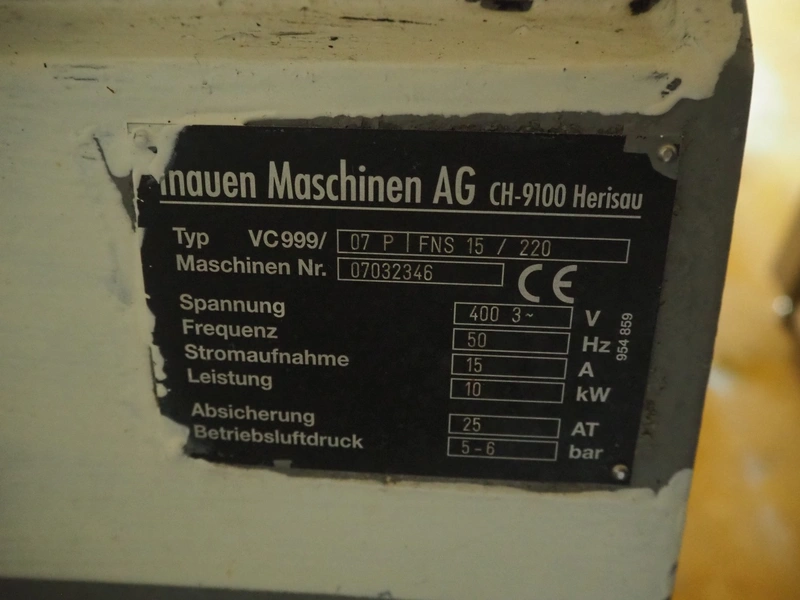 Inauen Maschinen AG CH-9100 Herisau
Typ VC999/ 07 P | FNS 15 / 220
Maschinen Nr. 07032346
CE
Spannung 400 3~ V
Frequenz 50 Hz
Stromaufnahme 15 A
Leistung 10 kW
954 859
Absicherung 25 AT
Betriebsluftdruck 5-6 bar